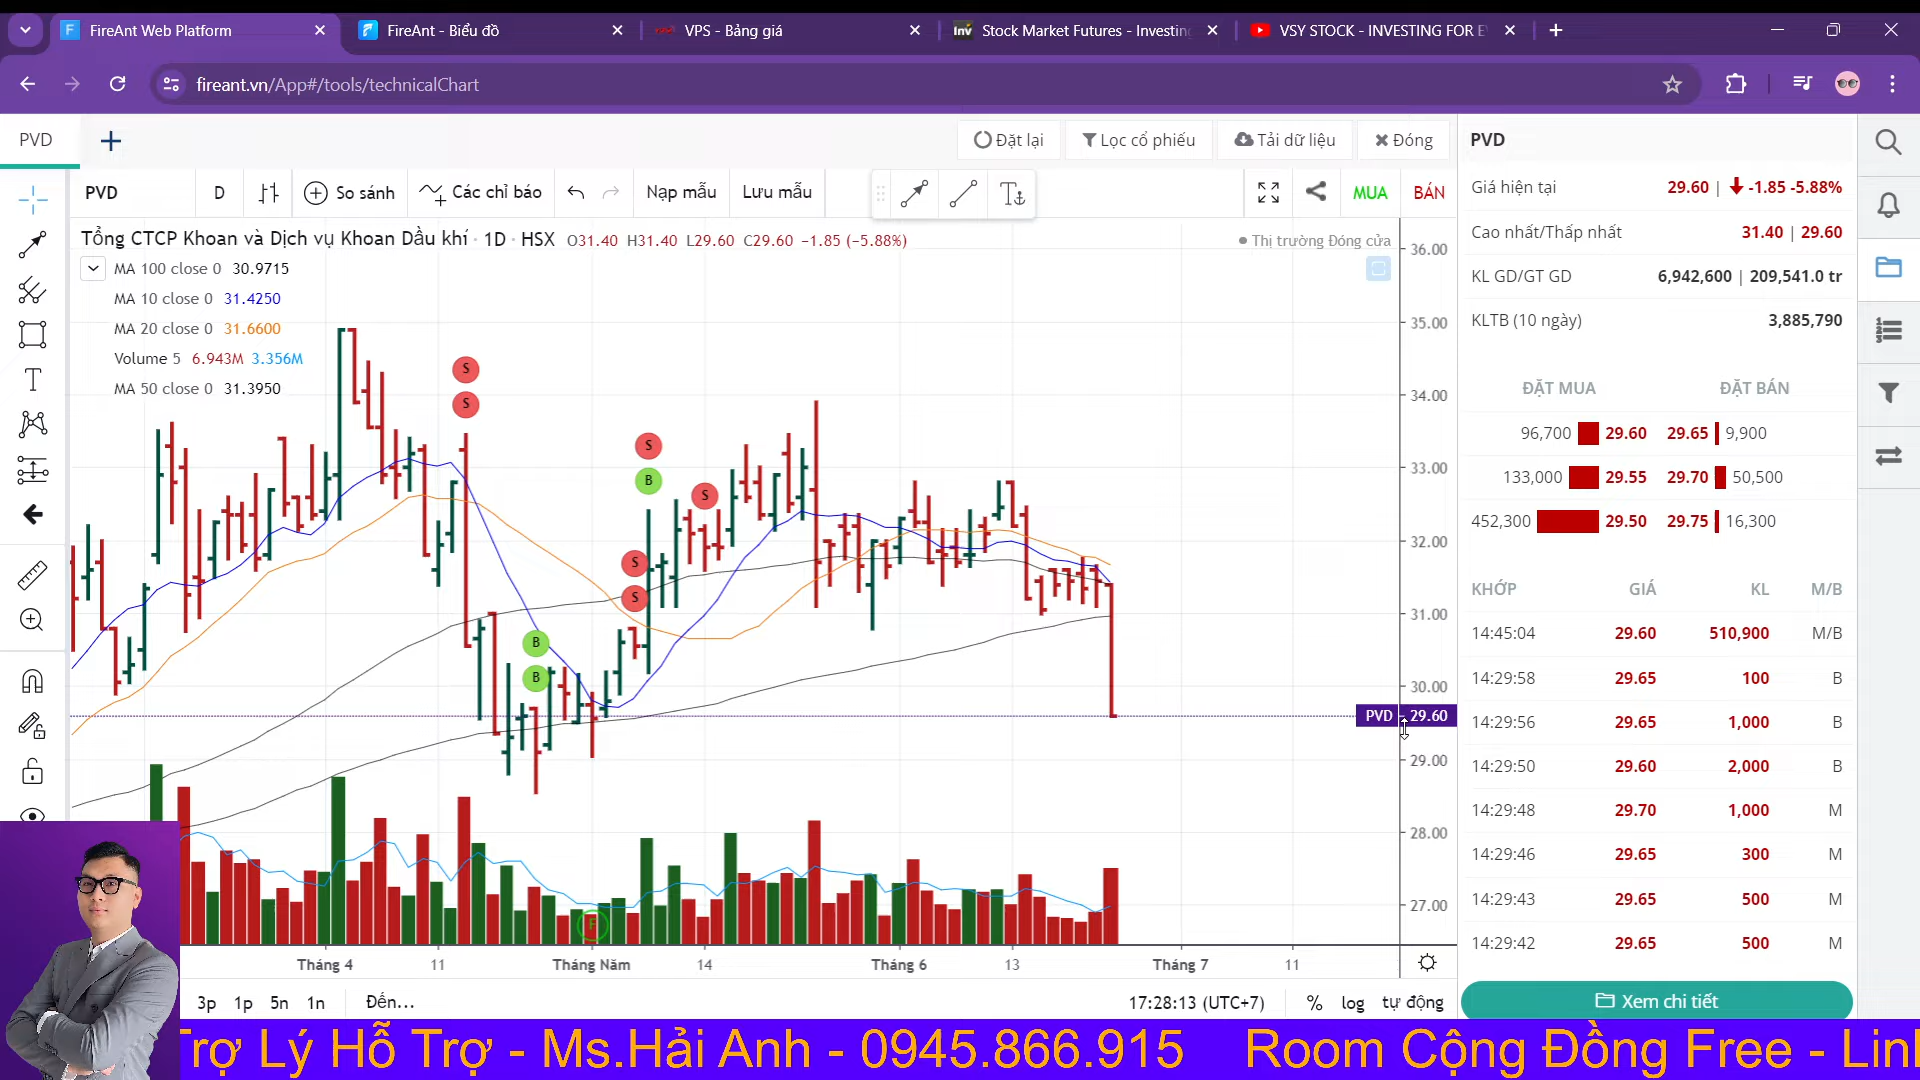 FireAnt Web Platform
FireAnt - Biểu đồ
VPS - Bảng giá
Stock Market Futures - Investing
VSY STOCK - INVESTING FOR E
fireant.vn/App#/tools/technicalChart
PVD
Đặt lại
Lọc cổ phiếu
Tải dữ liệu
Đóng
PVD
D
So sánh
Các chỉ báo
Nạp mẫu
Lưu mẫu
MUA
BÁN
Tổng CTCP Khoan và Dịch vụ Khoan Dầu khí · 1D · HSX O31.40 H31.40 L29.60 C29.60 −1.85 (−5.88%)
Thị trường Đóng cửa
MA 100 close 0 30.9715
MA 10 close 0 31.4250
MA 20 close 0 31.6600
Volume 5 6.943M 3.356M
MA 50 close 0 31.3950
S
S
S
B
S
S
S
B
B
F
36.00
35.00
34.00
33.00
32.00
31.00
30.00
PVD 29.60
29.00
28.00
27.00
Tháng 4 11 Tháng Năm 14 Tháng 6 13 Tháng 7 11
3p 1p 5n 1n Đến...
17:28:13 (UTC+7) % log tự động
PVD
Giá hiện tại 29.60 | -1.85 -5.88%
Cao nhất/Thấp nhất 31.40 | 29.60
KL GD/GT GD 6,942,600 | 209,541.0 tr
KLTB (10 ngày) 3,885,790
ĐẶT MUA ĐẶT BÁN
96,700 29.60 29.65 9,900
133,000 29.55 29.70 50,500
452,300 29.50 29.75 16,300
KHỚP GIÁ KL M/B
14:45:04 29.60 510,900 M/B
14:29:58 29.65 100 B
14:29:56 29.65 1,000 B
14:29:50 29.60 2,000 B
14:29:48 29.70 1,000 M
14:29:46 29.65 300 M
14:29:43 29.65 500 M
14:29:42 29.65 500 M
Xem chi tiết
Trợ Lý Hỗ Trợ - Ms.Hải Anh - 0945.866.915 Room Cộng Đồng Free - Link